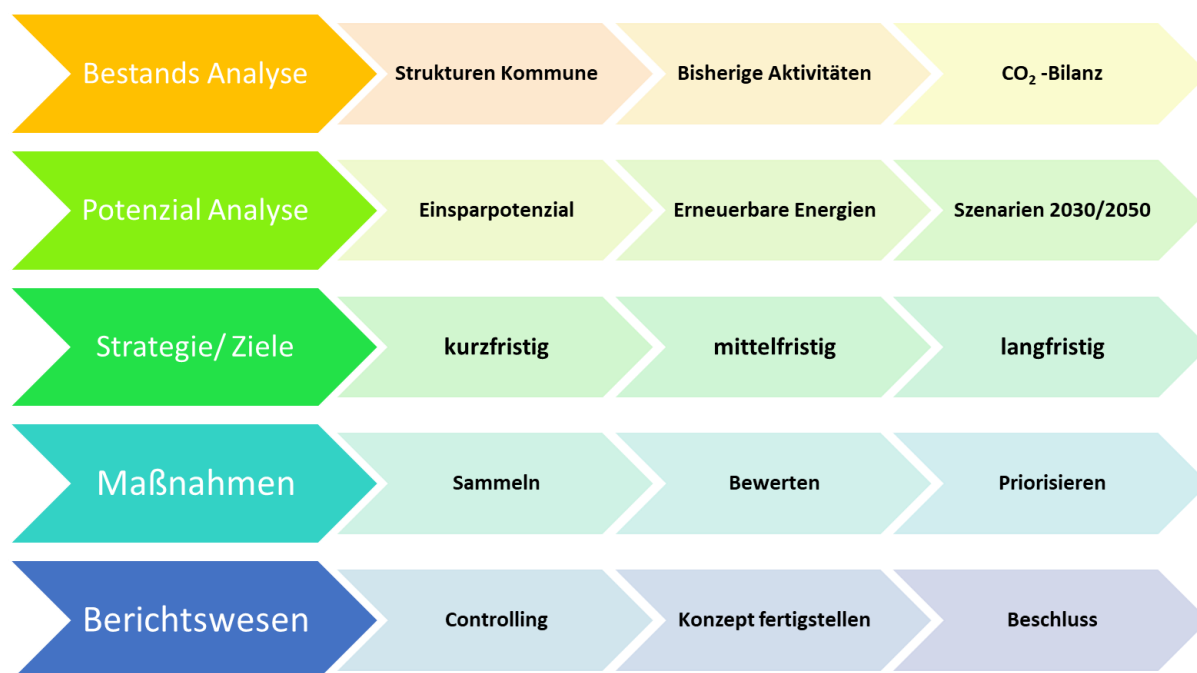 Bestands Analyse
Strukturen Kommune
Bisherige Aktivitäten
CO₂ -Bilanz
Potenzial Analyse
Einsparpotenzial
Erneuerbare Energien
Szenarien 2030/2050
Strategie/ Ziele
kurzfristig
mittelfristig
langfristig
Maßnahmen
Sammeln
Bewerten
Priorisieren
Berichtswesen
Controlling
Konzept fertigstellen
Beschluss